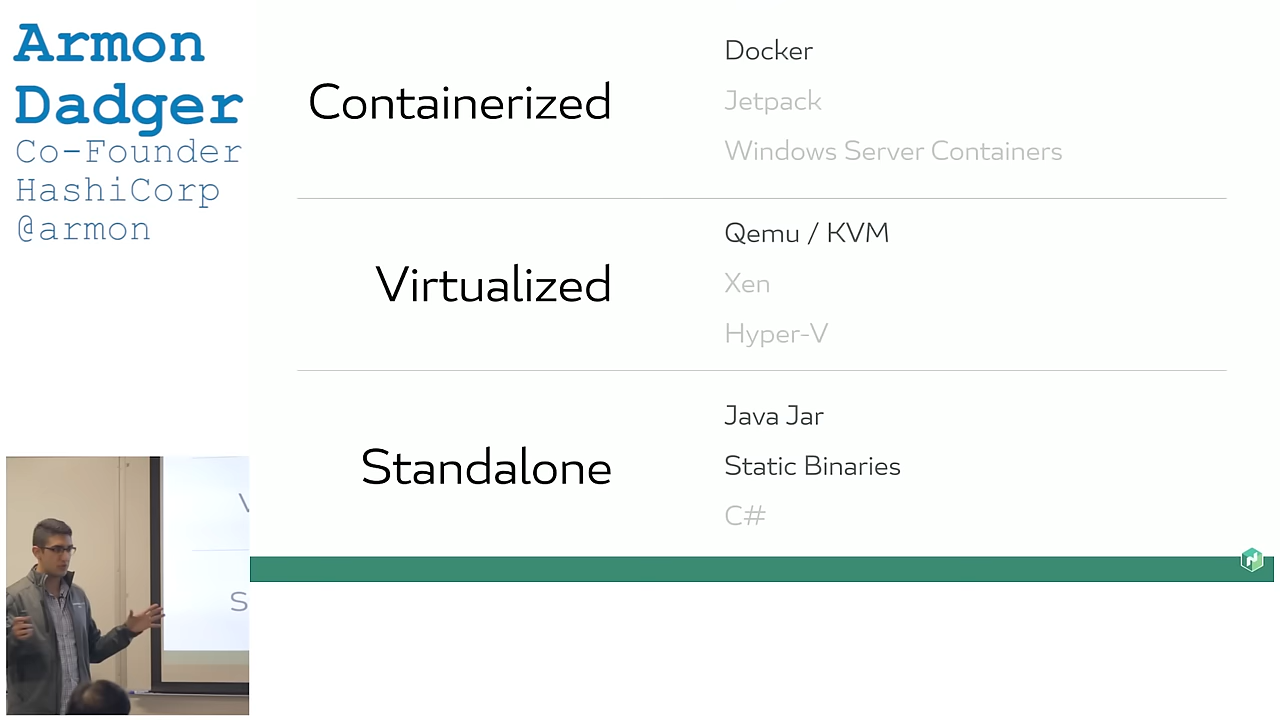 Armon
Dadger
Co-Founder
HashiCorp
@armon
Containerized
Docker
Jetpack
Windows Server Containers
Virtualized
Qemu / KVM
Xen
Hyper-V
Standalone
Java Jar
Static Binaries
C#
V
S